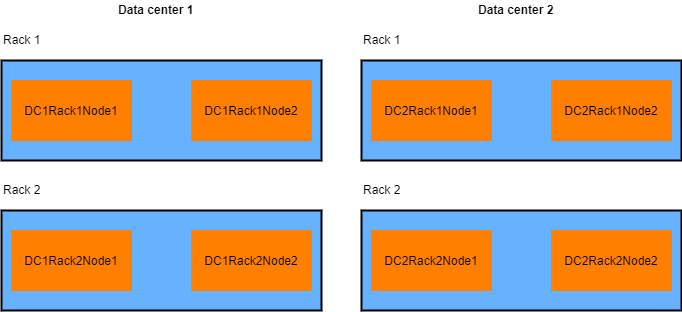 Data center 1
Data center 2
Rack 1
Rack 1
DC1Rack1Node1
DC1Rack1Node2
DC2Rack1Node1
DC2Rack1Node2
Rack 2
Rack 2
DC1Rack2Node1
DC1Rack2Node2
DC2Rack2Node1
DC2Rack2Node2